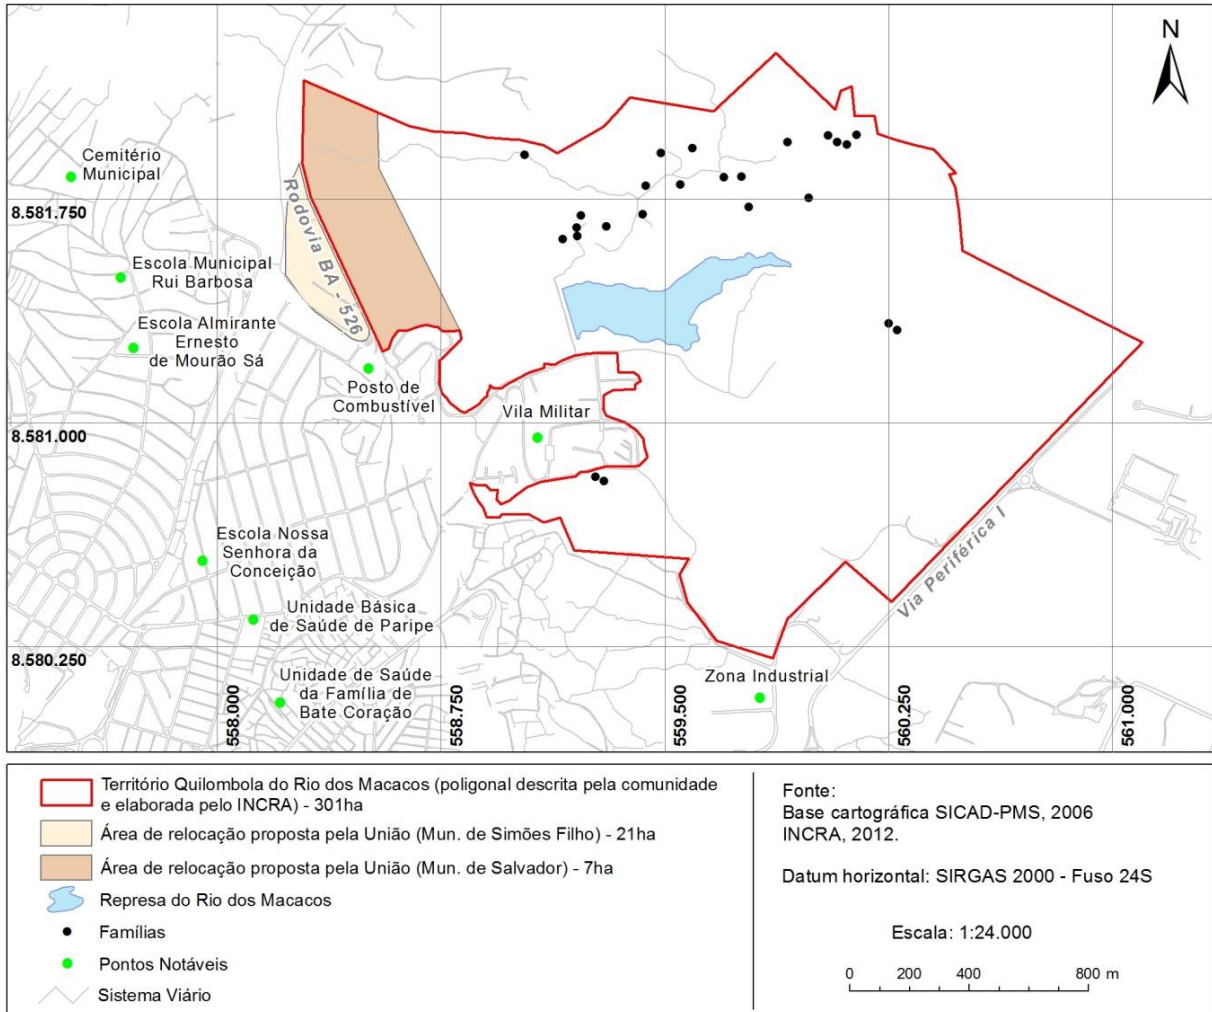 N
Cemitério
Municipal
8.581.750
Rodovia BA - 526
Escola Municipal
Rui Barbosa
Escola Almirante
Ernesto
de Mourão Sá
Posto de
Combustível
Vila Militar
8.581.000
Escola Nossa
Senhora da
Conceição
Via Periférica I
Unidade Básica
de Saúde de Paripe
8.580.250
Unidade de Saúde
da Família de
Bate Coração
Zona Industrial
558.000
558.750
559.500
560.250
561.000
Território Quilombola do Rio dos Macacos (poligonal descrita pela comunidade
e elaborada pelo INCRA) - 301ha
Área de relocação proposta pela União (Mun. de Simões Filho) - 21ha
Área de relocação proposta pela União (Mun. de Salvador) - 7ha
Represa do Rio dos Macacos
Famílias
Pontos Notáveis
Sistema Viário
Fonte:
Base cartográfica SICAD-PMS, 2006
INCRA, 2012.
Datum horizontal: SIRGAS 2000 - Fuso 24S
Escala: 1:24.000
0 200 400 800 m